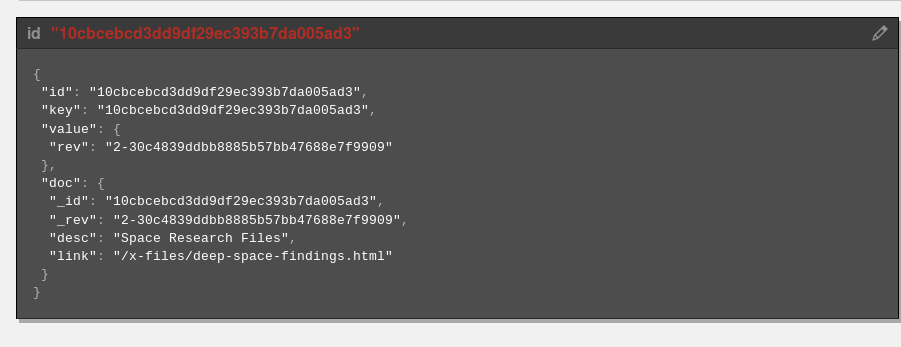 id "10cbcebcd3dd9df29ec393b7da005ad3"
{
"id": "10cbcebcd3dd9df29ec393b7da005ad3",
"key": "10cbcebcd3dd9df29ec393b7da005ad3",
"value": {
"rev": "2-30c4839ddbb8885b57bb47688e7f9909"
},
"doc": {
"_id": "10cbcebcd3dd9df29ec393b7da005ad3",
"_rev": "2-30c4839ddbb8885b57bb47688e7f9909",
"desc": "Space Research Files",
"link": "/x-files/deep-space-findings.html"
}
}